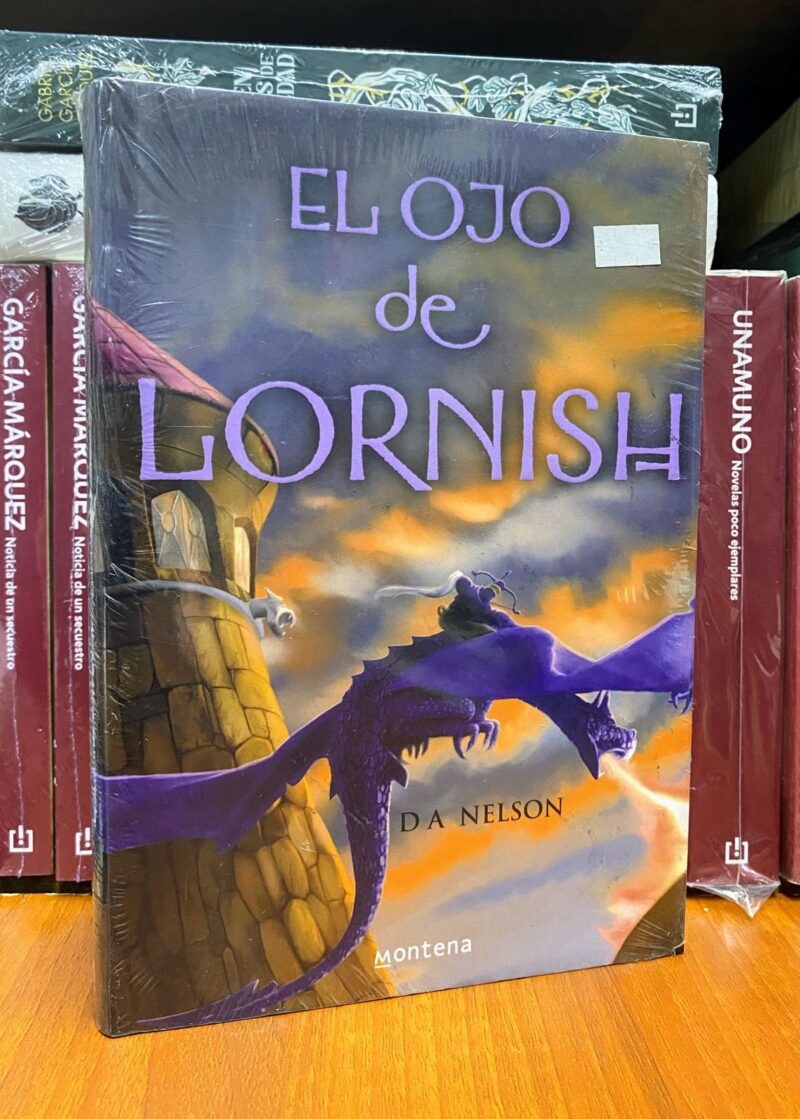 EL OJO
de
LORNISH
D A NELSON
Montena
GARCÍA MÁRQUEZ Noticia de un secuestro
GARCÍA MÁRQUEZ Noticia de un secuestro
UNAMUNO Novelas poco ejemplares